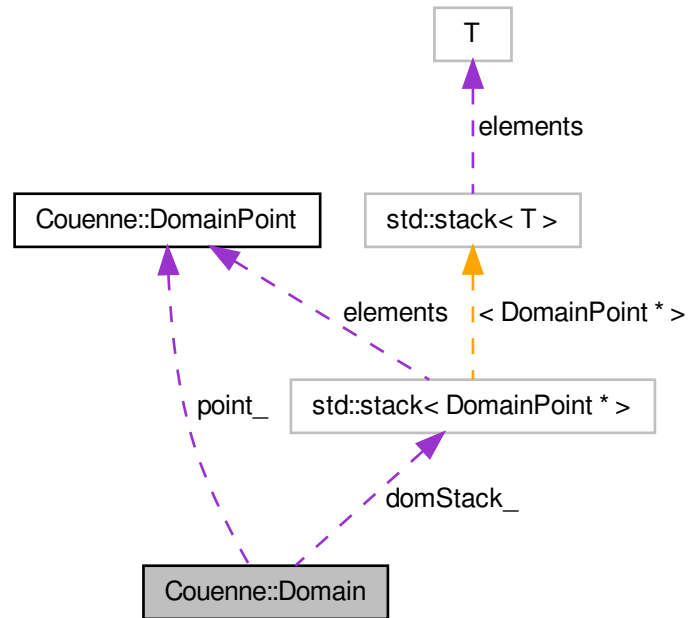 T
elements
Couenne::DomainPoint
std::stack< T >
elements
< DomainPoint * >
point_
std::stack< DomainPoint * >
domStack_
Couenne::Domain